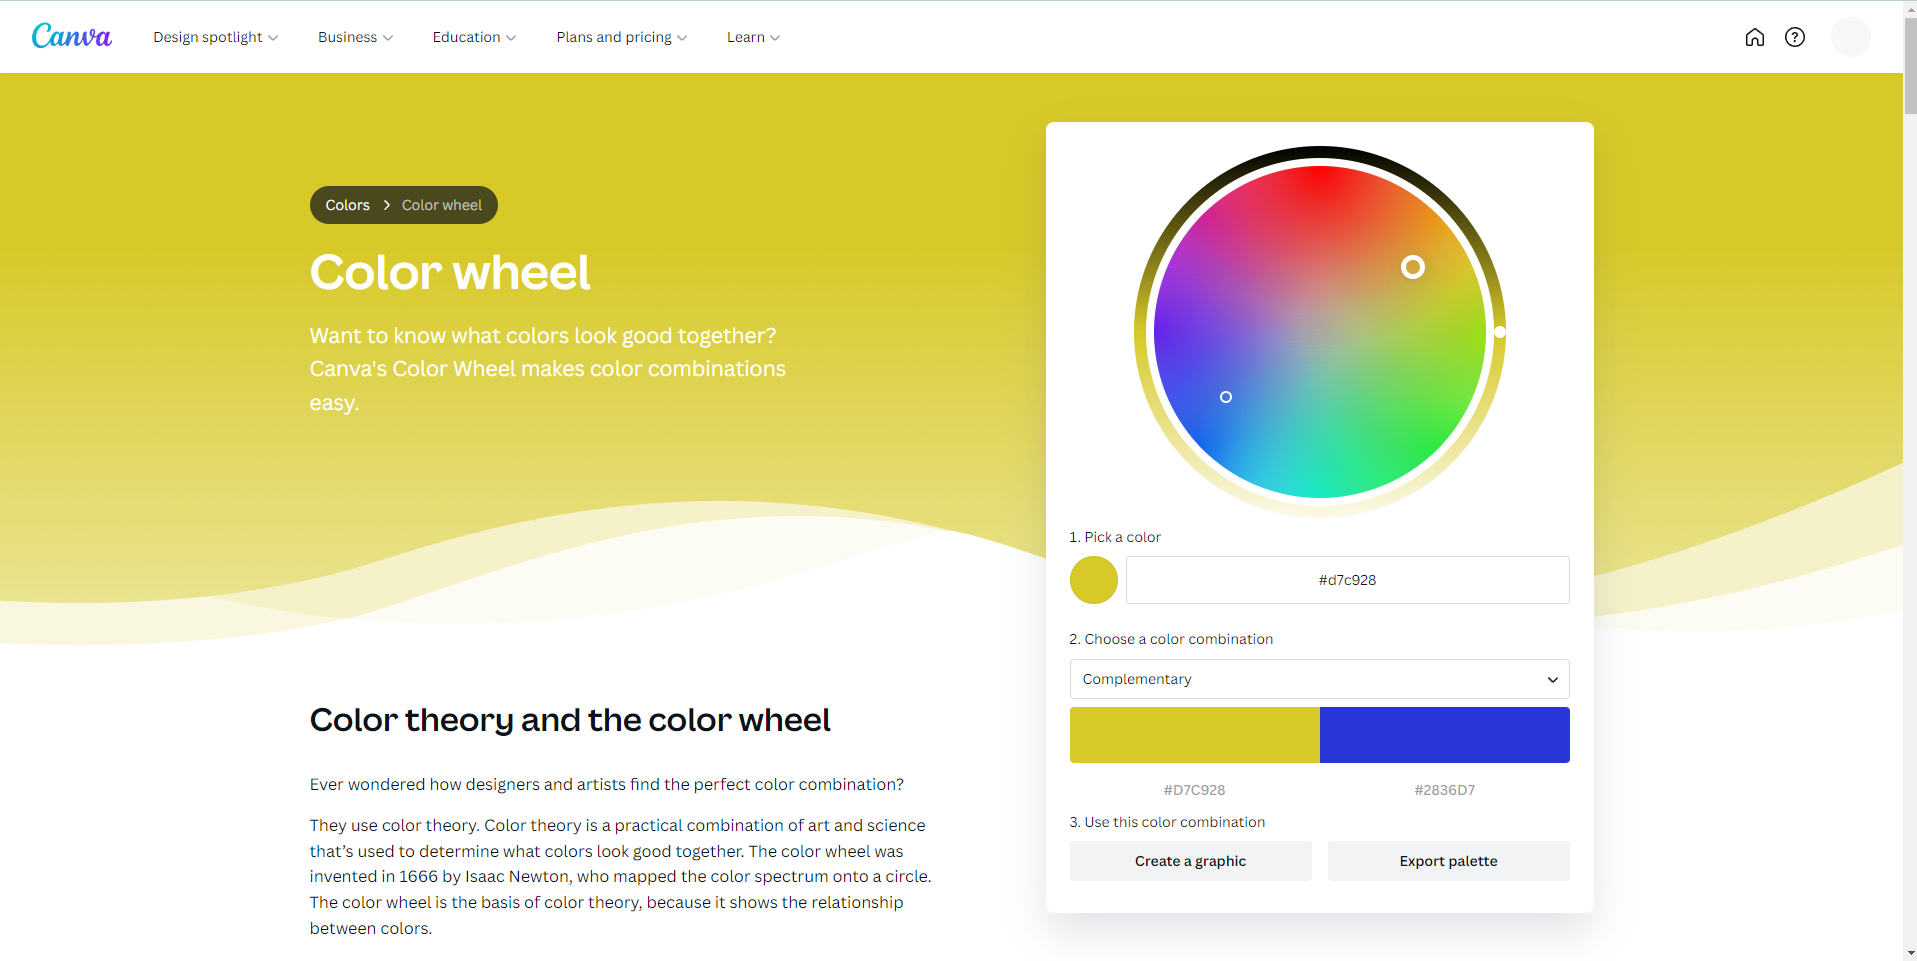 Canva
Design spotlight
Business
Education
Plans and pricing
Learn
Colors > Color wheel
Color wheel
Want to know what colors look good together?
Canva's Color Wheel makes color combinations
easy.
1. Pick a color
#d7c928
2. Choose a color combination
Complementary
#D7C928
#2836D7
3. Use this color combination
Create a graphic
Export palette
Color theory and the color wheel
Ever wondered how designers and artists find the perfect color combination?
They use color theory. Color theory is a practical combination of art and science
that’s used to determine what colors look good together. The color wheel was
invented in 1666 by Isaac Newton, who mapped the color spectrum onto a circle.
The color wheel is the basis of color theory, because it shows the relationship
between colors.